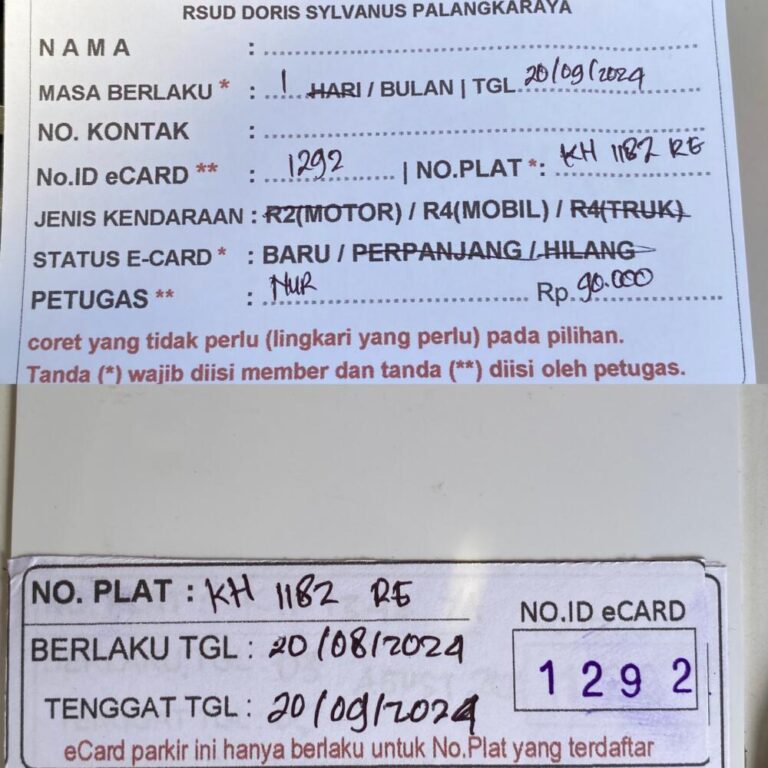 RSUD DORIS SYLVANUS PALANGKARAYA
NAMA :
MASA BERLAKU * : 1 HARI / BULAN | TGL 20/09/2024
NO. KONTAK :
No.ID eCARD ** : 1292 | NO.PLAT *: KH 1182 RE
JENIS KENDARAAN : R2(MOTOR) / R4(MOBIL) / R4(TRUK)
STATUS E-CARD * : BARU / PERPANJANG / HILANG
PETUGAS ** : NUR Rp. 90.000
coret yang tidak perlu (lingkari yang perlu) pada pilihan.
Tanda (*) wajib diisi member dan tanda (**) diisi oleh petugas.
NO. PLAT : KH 1182 RE
NO.ID eCARD
BERLAKU TGL : 20/08/2024
1292
TENGGAT TGL : 20/09/2024
eCard parkir ini hanya berlaku untuk No.Plat yang terdaftar